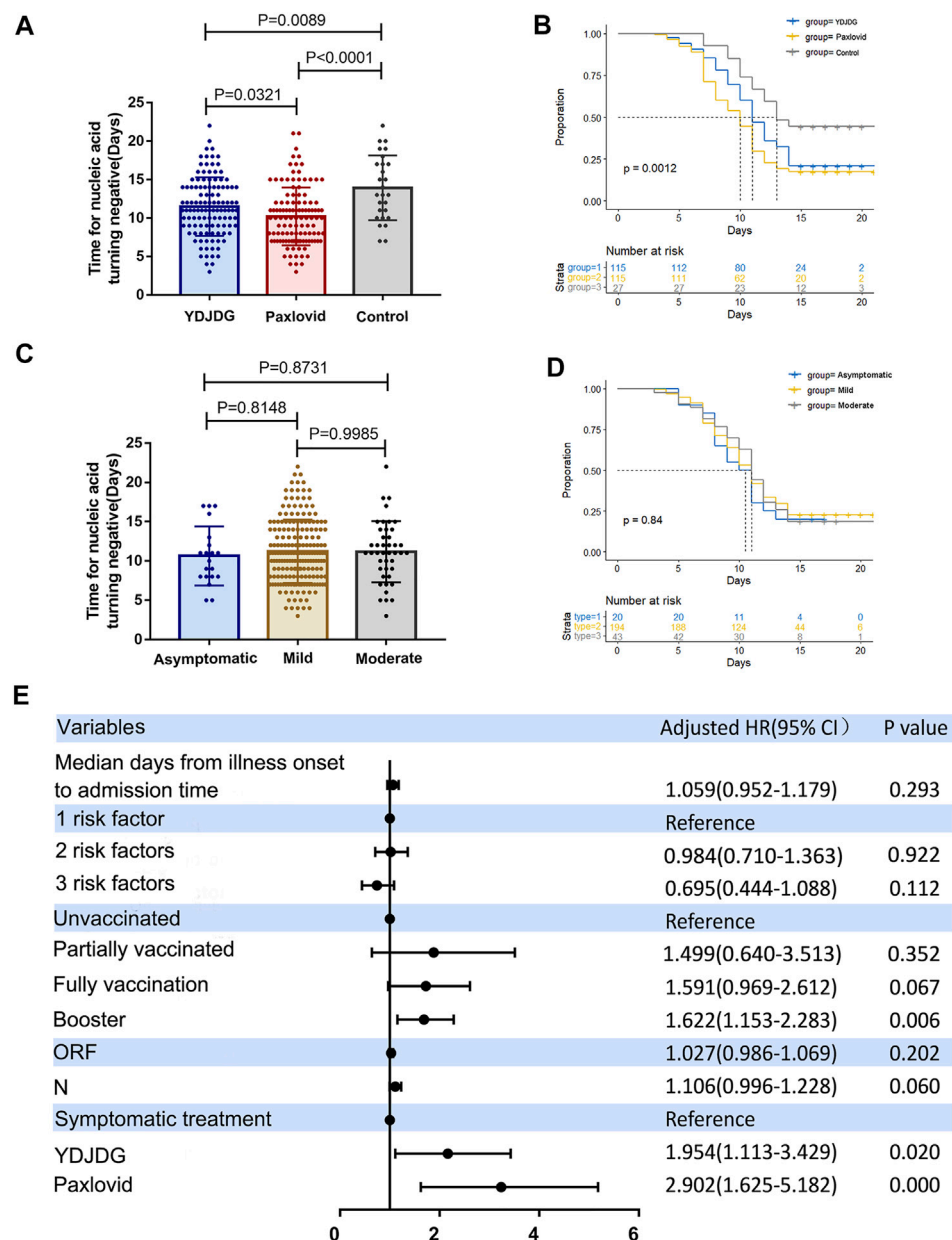 A
P=0.0089
P<0.0001
P=0.0321
Time for nucleic acid
turning negative(Days)
25
20
15
10
5
0
YDJDG Paxlovid Control
B
group= YDJDG
group= Paxlovid
group= Control
Proporation
1.00
0.75
0.50
0.25
0.00
p = 0.0012
0 5 10 15 20
Days
Number at risk
Strata
group=1 115 112 80 24 2
group=2 115 111 62 20 2
group=3 27 27 23 12 3
0 5 10 15 20
Days
C
P=0.8731
P=0.8148
P=0.9985
Time for nucleic acid
turning negative(Days)
25
20
15
10
5
0
Asymptomatic Mild Moderate
D
group= Asymptomatic
group= Mild
group= Moderate
Proporation
1.00
0.75
0.50
0.25
0.00
p = 0.84
0 5 10 15 20
Days
Number at risk
Strata
type=1 20 20 11 4 0
type=2 194 188 124 44 6
type=3 43 42 30 8 1
0 5 10 15 20
Days
E
Variables Adjusted HR(95% CI） P value
Median days from illness onset
to admission time 1.059(0.952-1.179) 0.293
1 risk factor Reference
2 risk factors 0.984(0.710-1.363) 0.922
3 risk factors 0.695(0.444-1.088) 0.112
Unvaccinated Reference
Partially vaccinated 1.499(0.640-3.513) 0.352
Fully vaccination 1.591(0.969-2.612) 0.067
Booster 1.622(1.153-2.283) 0.006
ORF 1.027(0.986-1.069) 0.202
N 1.106(0.996-1.228) 0.060
Symptomatic treatment Reference
YDJDG 1.954(1.113-3.429) 0.020
Paxlovid 2.902(1.625-5.182) 0.000
0 2 4 6